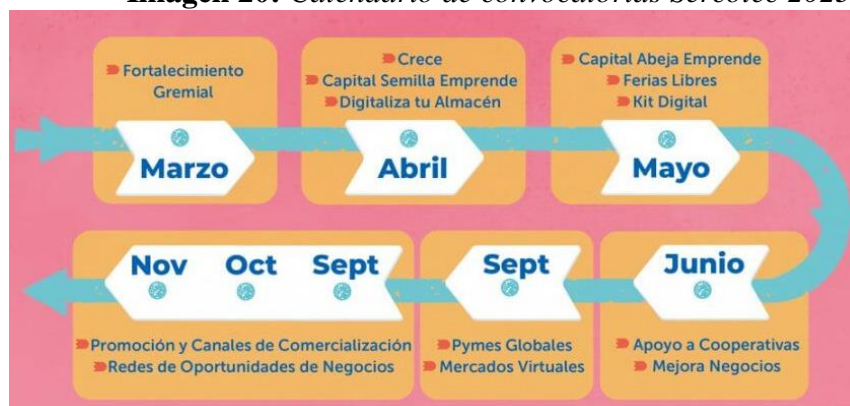 Imagen 20: Calendario de convocatorias Sercotec 2023
Fortalecimiento
Gremial
Marzo
Crece
Capital Semilla Emprende
Digitaliza tu Almacén
Abril
Capital Abeja Emprende
Ferias Libres
Kit Digital
Mayo
Junio
Apoyo a Cooperativas
Mejora Negocios
Sept
Pymes Globales
Mercados Virtuales
Nov Oct Sept
Promoción y Canales de Comercialización
Redes de Oportunidades de Negocios